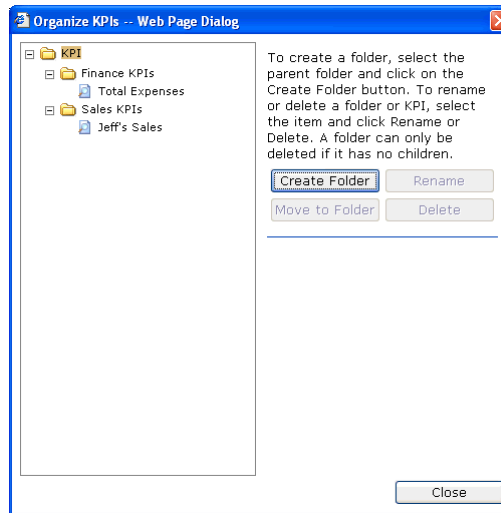 Organize KPIs -- Web Page Dialog
KPI
Finance KPIs
Total Expenses
Sales KPIs
Jeff's Sales
To create a folder, select the
parent folder and click on the
Create Folder button. To rename
or delete a folder or KPI, select
the item and click Rename or
Delete. A folder can only be
deleted if it has no children.
Create Folder Rename
Move to Folder Delete
Close